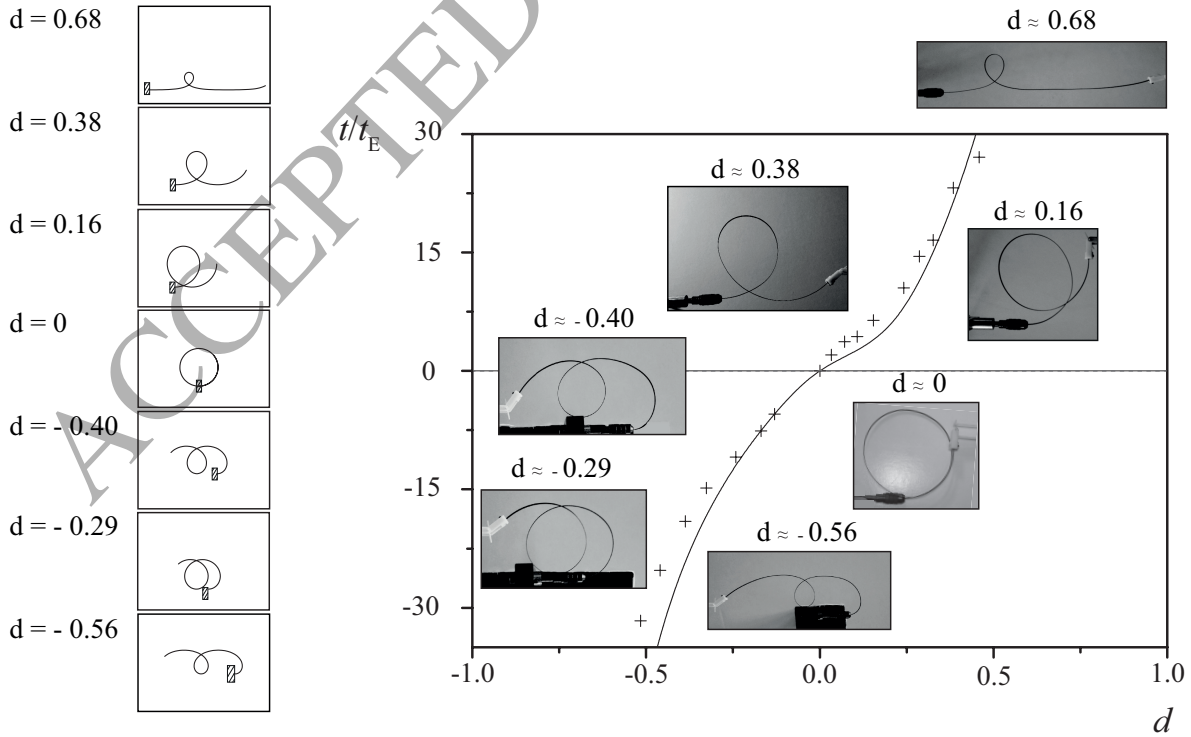 d = 0.68
d = 0.38
d = 0.16
d = 0
d = - 0.40
d = - 0.29
d = - 0.56
ACCEPTED
t/tE
30
15
0
-15
-30
-1.0
-0.5
0.0
0.5
1.0
d
d ≈ 0.68
d ≈ 0.38
d ≈ 0.16
d ≈ - 0.40
d ≈ 0
d ≈ - 0.29
d ≈ - 0.56